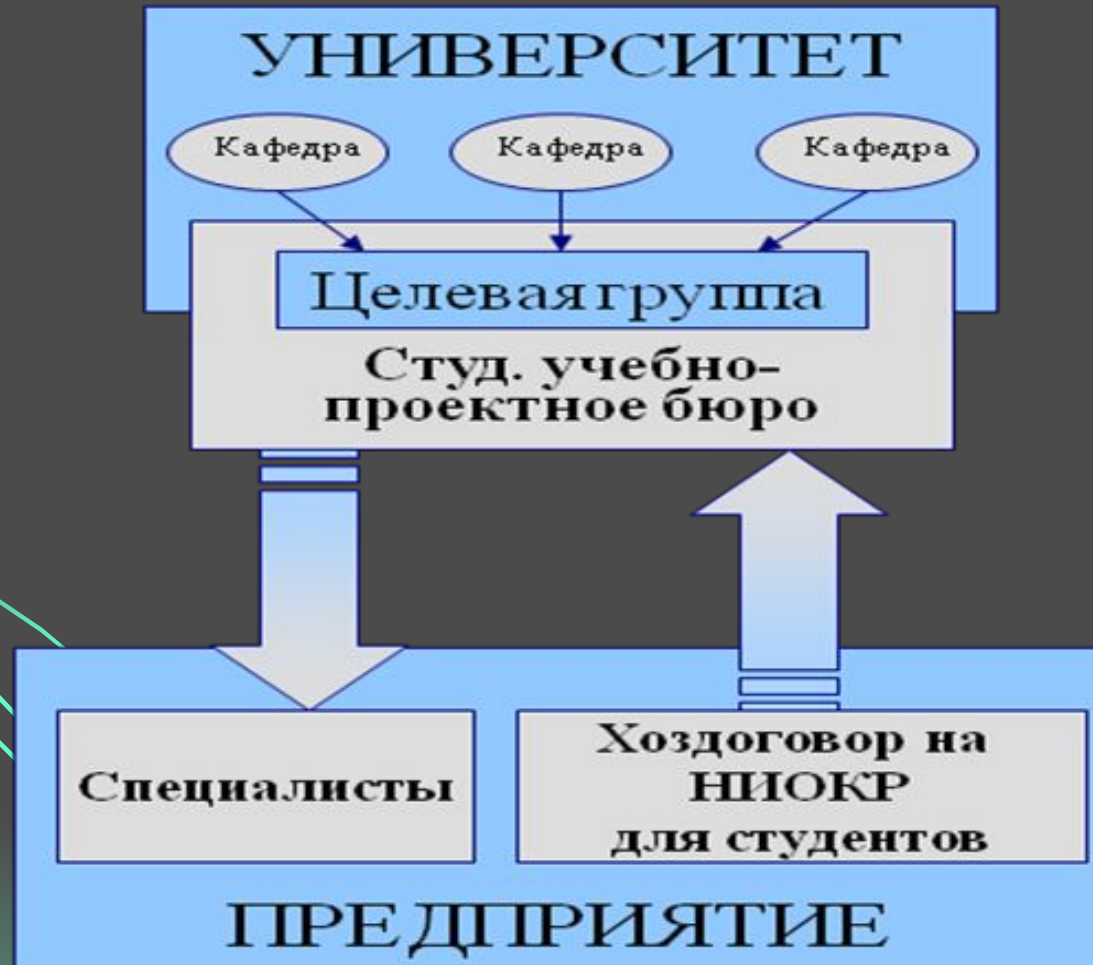 УНИВЕРСИТЕТ
Кафедра Кафедра Кафедра
Целевая группа
Студ. учебно-
проектное бюро
Специалисты
Хоздоговор на
НИОКР
для студентов
ПРЕДПРИЯТИЕ